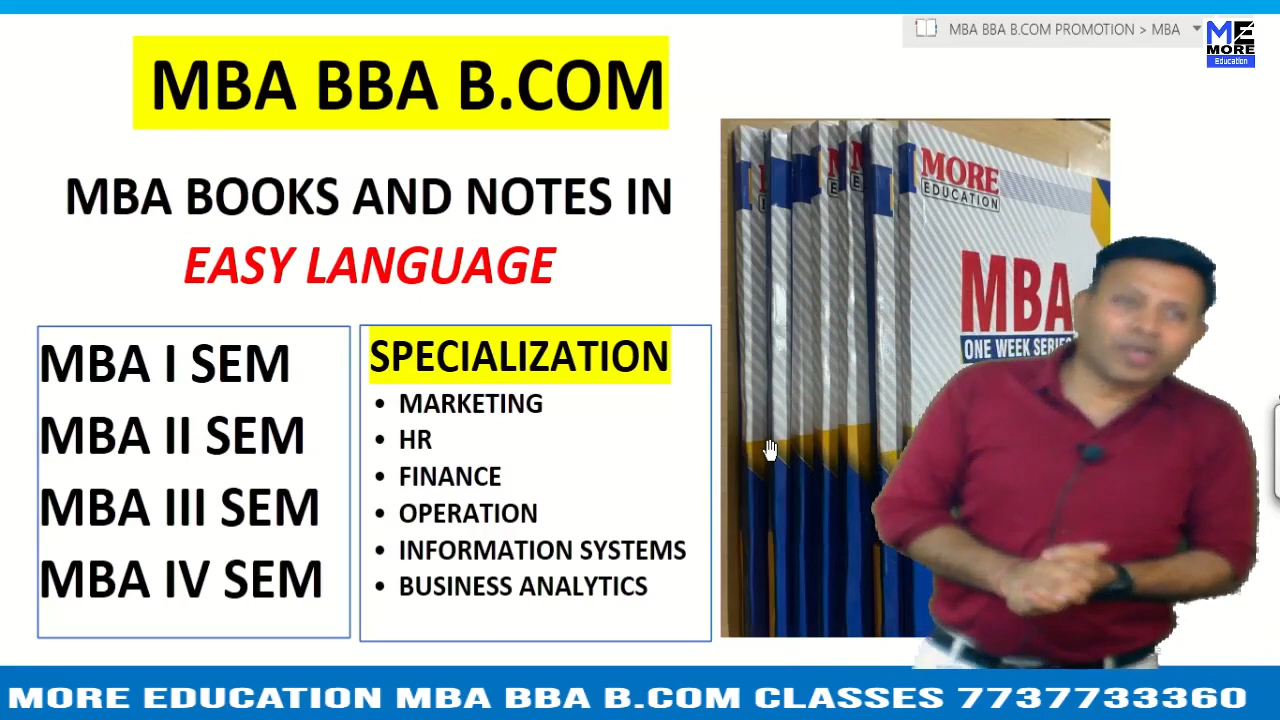 MBA BBA B.COM PROMOTION > MBA
ME
MORE
Education
MBA BBA B.COM
MBA BOOKS AND NOTES IN
EASY LANGUAGE
MBA I SEM
MBA II SEM
MBA III SEM
MBA IV SEM
SPECIALIZATION
• MARKETING
• HR
• FINANCE
• OPERATION
• INFORMATION SYSTEMS
• BUSINESS ANALYTICS
MORE
EDUCATION
MBA
ONE WEEK SERIES
MORE EDUCATION MBA BBA B.COM CLASSES 7737733360